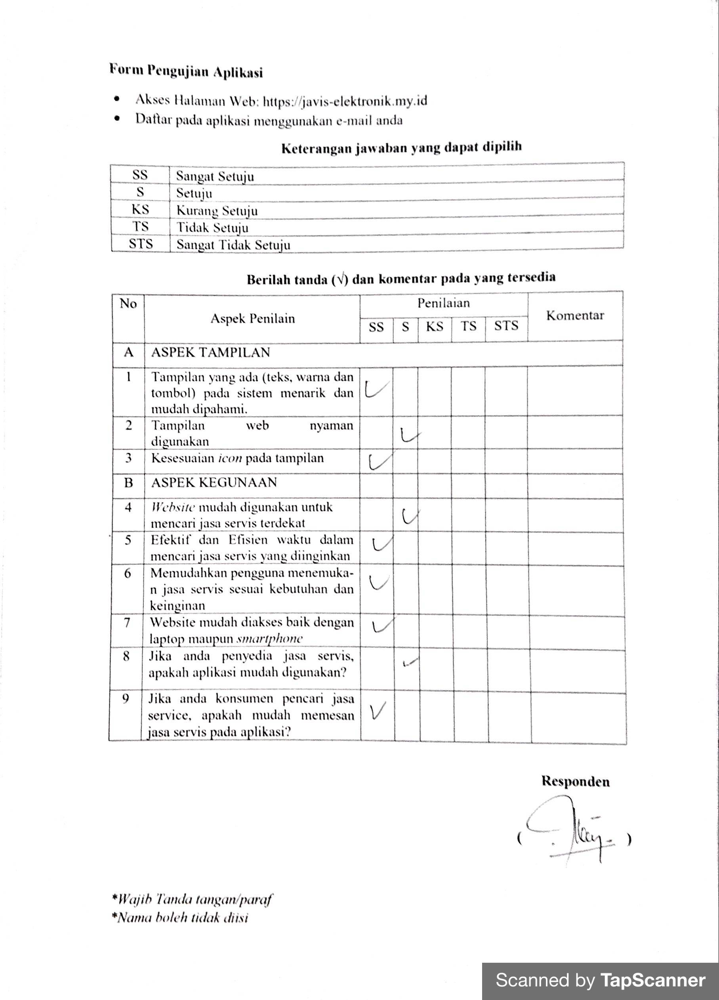 Form Pengujian Aplikasi
• Akses Halaman Web: https://javis-elektronik.my.id
• Daftar pada aplikasi menggunakan e-mail anda
Keterangan jawaban yang dapat dipilih
SS Sangat Setuju
S Setuju
KS Kurang Setuju
TS Tidak Setuju
STS Sangat Tidak Setuju
Berilah tanda (√) dan komentar pada yang tersedia
No Aspek Penilain Penilaian Komentar
SS S KS TS STS
A ASPEK TAMPILAN
1 Tampilan yang ada (teks, warna dan
tombol) pada sistem menarik dan
mudah dipahami.
2 Tampilan web nyaman
digunakan
3 Kesesuaian icon pada tampilan
B ASPEK KEGUNAAN
4 Website mudah digunakan untuk
mencari jasa servis terdekat
5 Efektif dan Efisien waktu dalam
mencari jasa servis yang diinginkan
6 Memudahkan pengguna menemuka-
n jasa servis sesuai kebutuhan dan
keinginan
7 Website mudah diakses baik dengan
laptop maupun smartphone
8 Jika anda penyedia jasa servis,
apakah aplikasi mudah digunakan?
9 Jika anda konsumen pencari jasa
service, apakah mudah memesan
jasa servis pada aplikasi?
Responden
( )
*Wajib Tanda tangan/paraf
*Nama boleh tidak diisi
Scanned by TapScanner